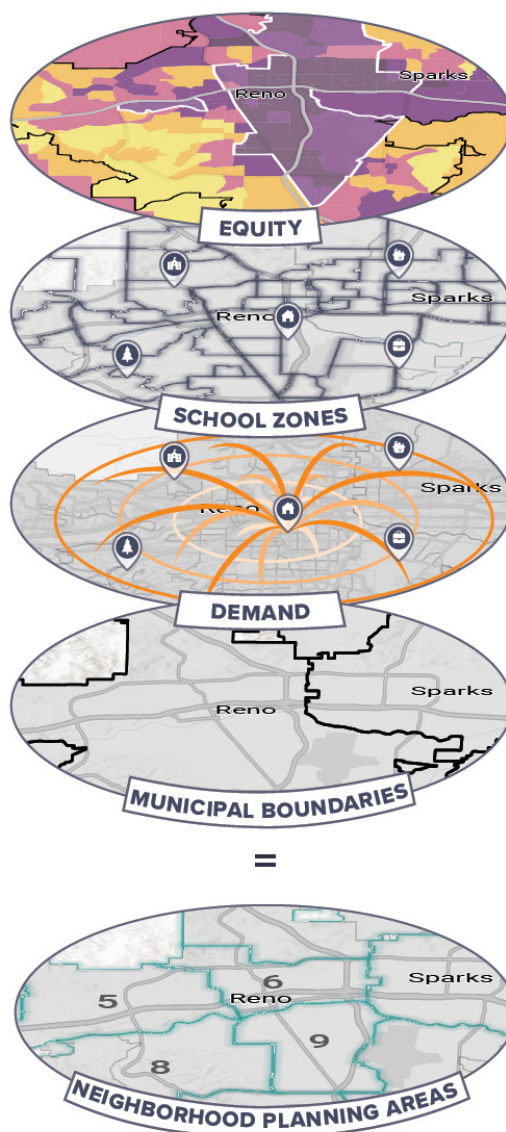 Sparks
Reno
EQUITY
Reno
Sparks
SCHOOL ZONES
Sparks
Reno
DEMAND
Reno
Sparks
MUNICIPAL BOUNDARIES
=
6
Sparks
5
Reno
9
8
NEIGHBORHOOD PLANNING AREAS